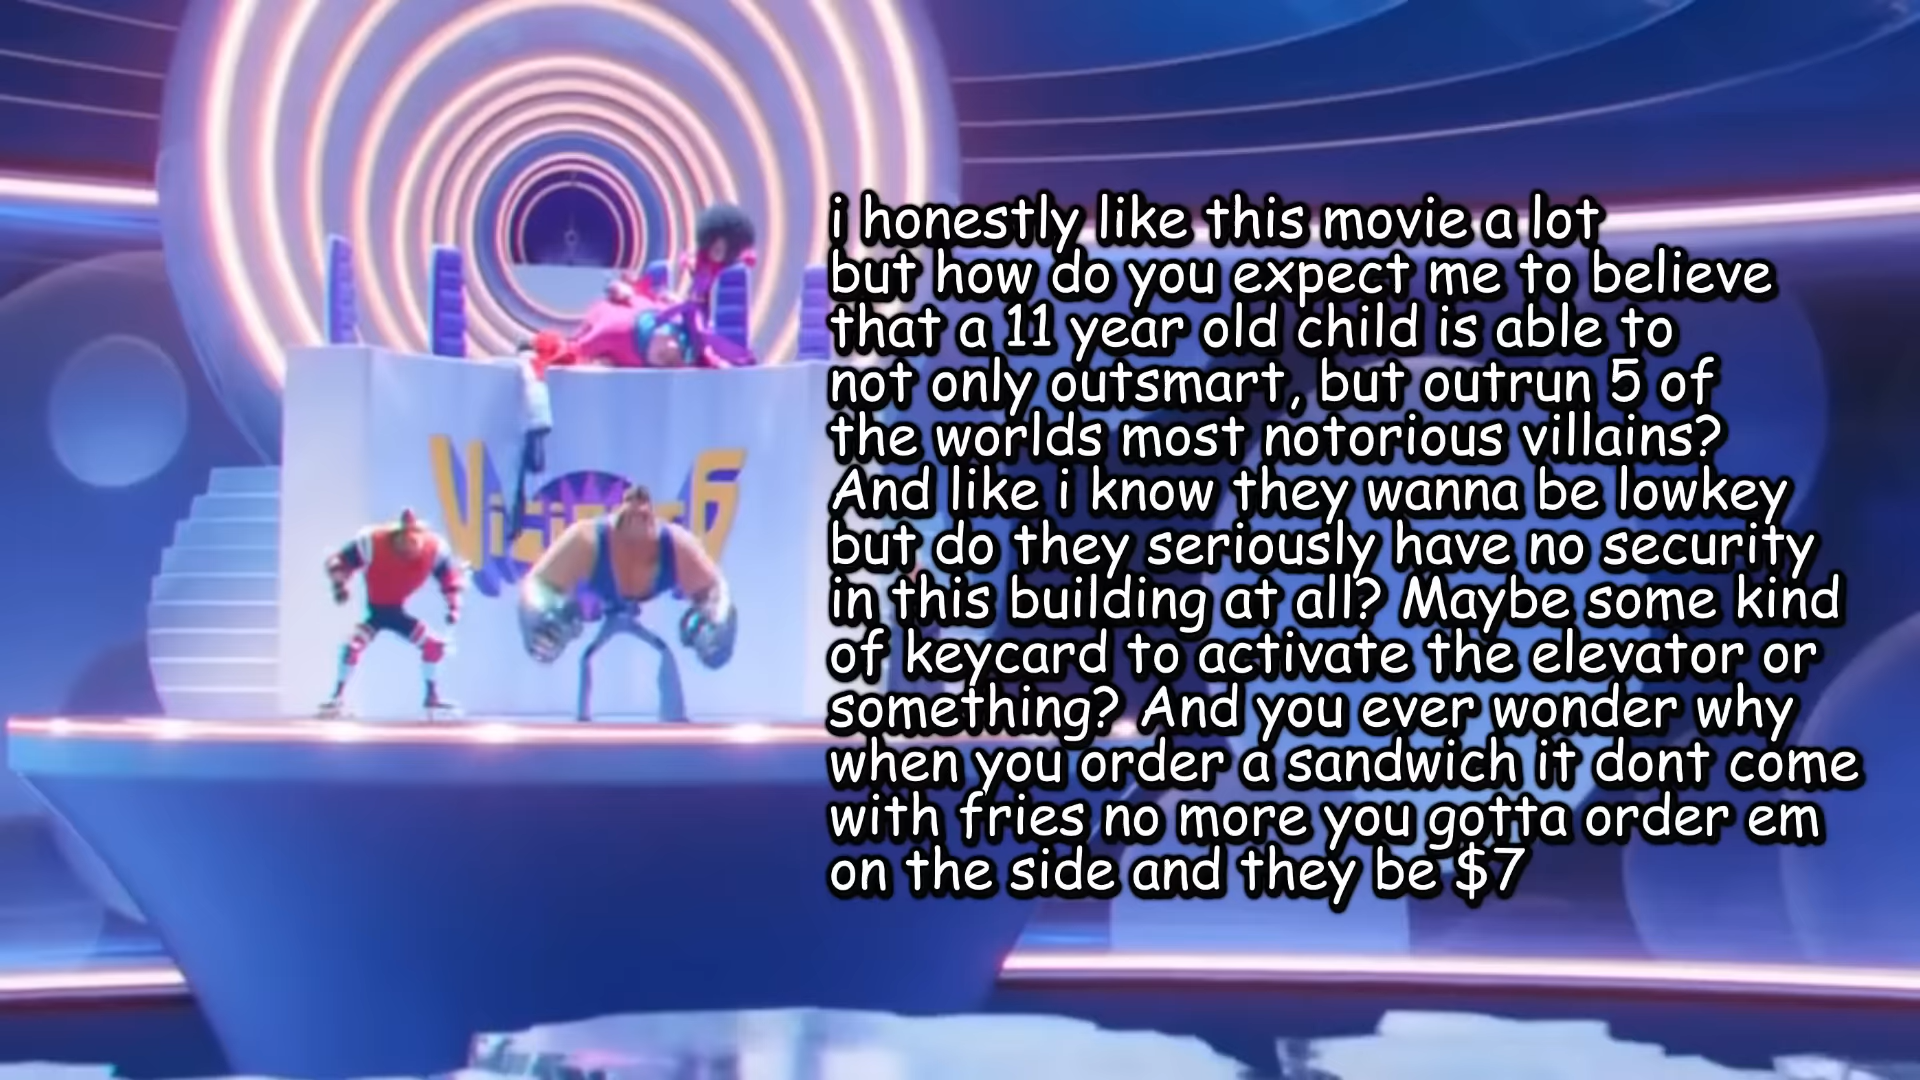 i honestly like this movie a lot
but how do you expect me to believe
that a 11 year old child is able to
not only outsmart, but outrun 5 of
the worlds most notorious villains?
And like i know they wanna be lowkey
but do they seriously have no security
in this building at all? Maybe some kind
of keycard to activate the elevator or
something? And you ever wonder why
when you order a sandwich it dont come
with fries no more you gotta order em
on the side and they be $7